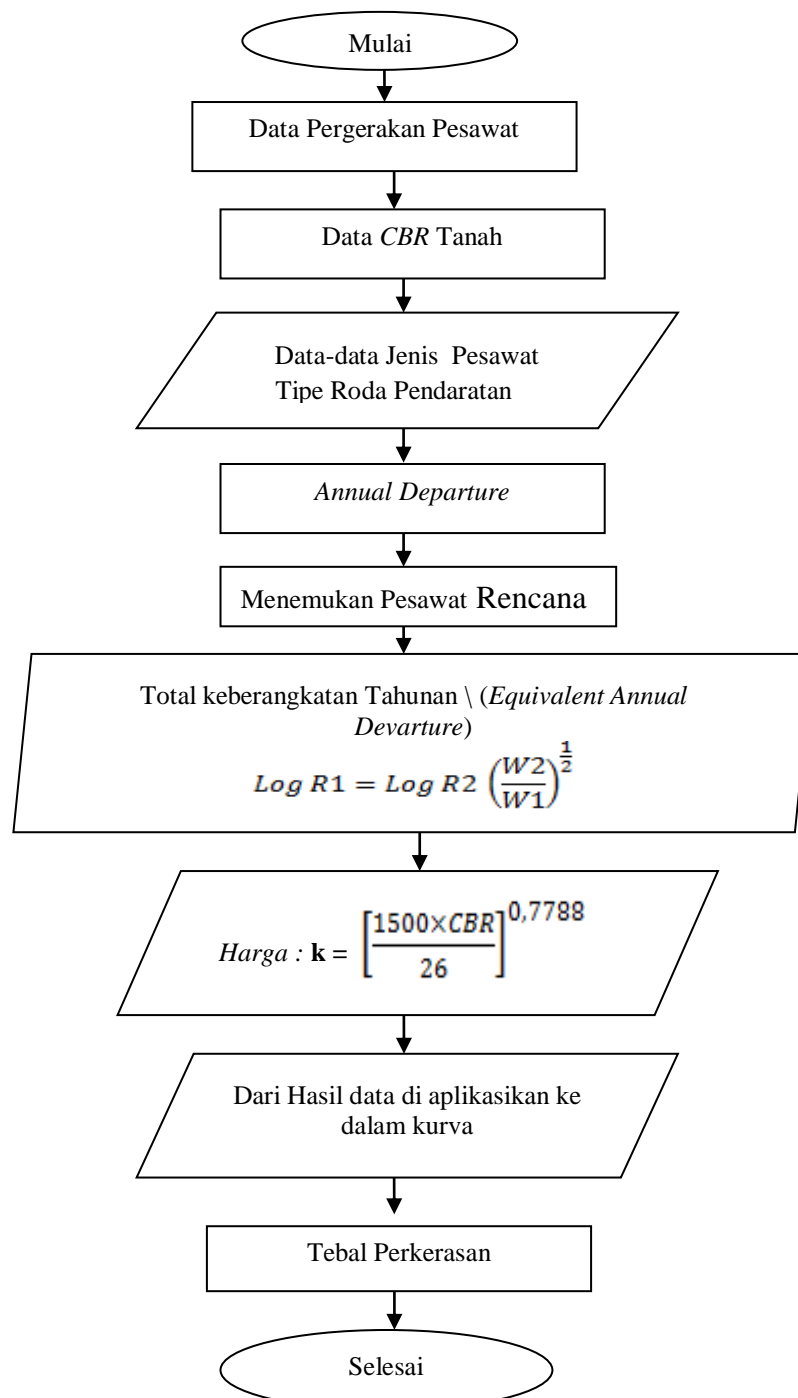 Mulai
Data Pergerakan Pesawat
Data CBR Tanah
Data-data Jenis Pesawat
Tipe Roda Pendaratan
Annual Departure
Menemukan Pesawat Rencana
Total keberangkatan Tahunan \ (Equivalent Annual
Devarture)
Log R1 = Log R2 (W2/W1)^1/2
Harga : k = [1500×CBR/26]^0,7788
Dari Hasil data di aplikasikan ke
dalam kurva
Tebal Perkerasan
Selesai